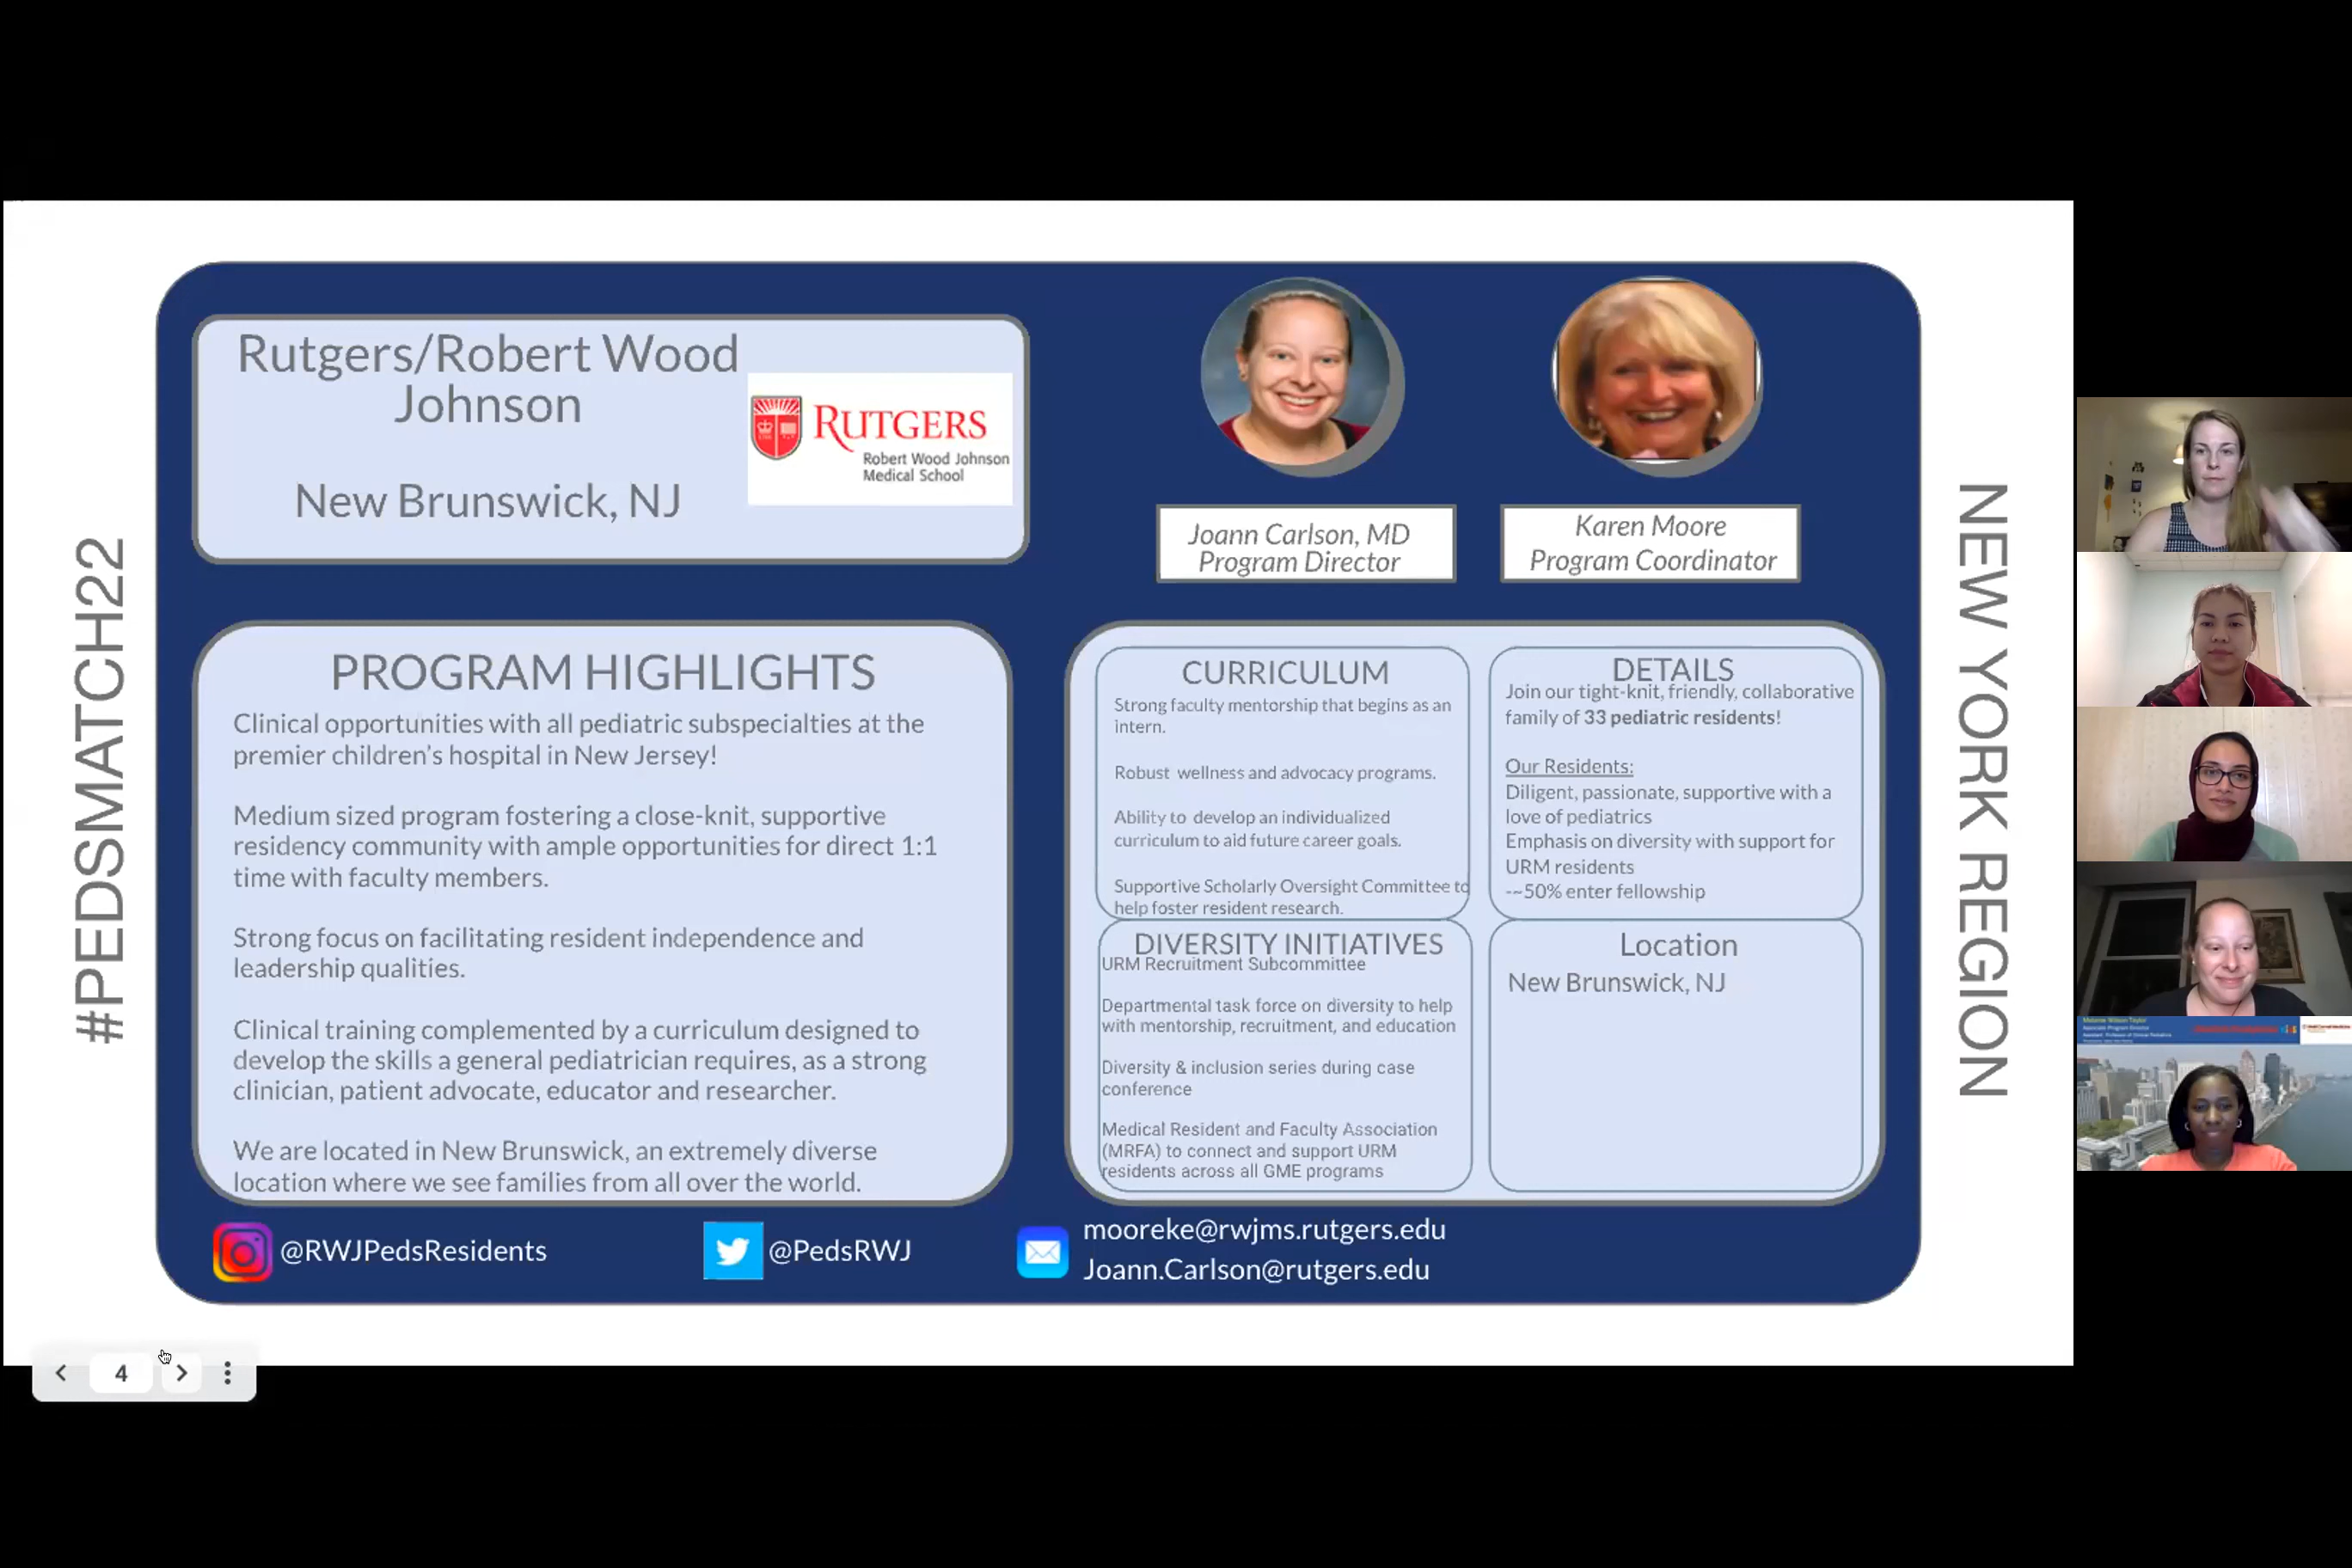 #PEDSMATCH22
Rutgers/Robert Wood
Johnson
New Brunswick, NJ
RUTGERS
Robert Wood Johnson
Medical School
Joann Carlson, MD
Program Director
Karen Moore
Program Coordinator
PROGRAM HIGHLIGHTS
Clinical opportunities with all pediatric subspecialties at the
premier children's hospital in New Jersey!
Medium sized program fostering a close-knit, supportive
residency community with ample opportunities for direct 1:1
time with faculty members.
Strong focus on facilitating resident independence and
leadership qualities.
Clinical training complemented by a curriculum designed to
develop the skills a general pediatrician requires, as a strong
clinician, patient advocate, educator and researcher.
We are located in New Brunswick, an extremely diverse
location where we see families from all over the world.
CURRICULUM
Strong faculty mentorship that begins as an
intern.
Robust wellness and advocacy programs.
Ability to develop an individualized
curriculum to aid future career goals.
Supportive Scholarly Oversight Committee to
help foster resident research.
DETAILS
Join our tight-knit, friendly, collaborative
family of 33 pediatric residents!
Our Residents:
Diligent, passionate, supportive with a
love of pediatrics
Emphasis on diversity with support for
URM residents
-~50% enter fellowship
DIVERSITY INITIATIVES
URM Recruitment Subcommittee
Departmental task force on diversity to help
with mentorship, recruitment, and education
Diversity & inclusion series during case
conference
Medical Resident and Faculty Association
(MRFA) to connect and support URM
residents across all GME programs
Location
New Brunswick, NJ
@RWJPedsResidents
@PedsRWJ
mooreke@rwjms.rutgers.edu
Joann.Carlson@rutgers.edu
NEW YORK REGION
4